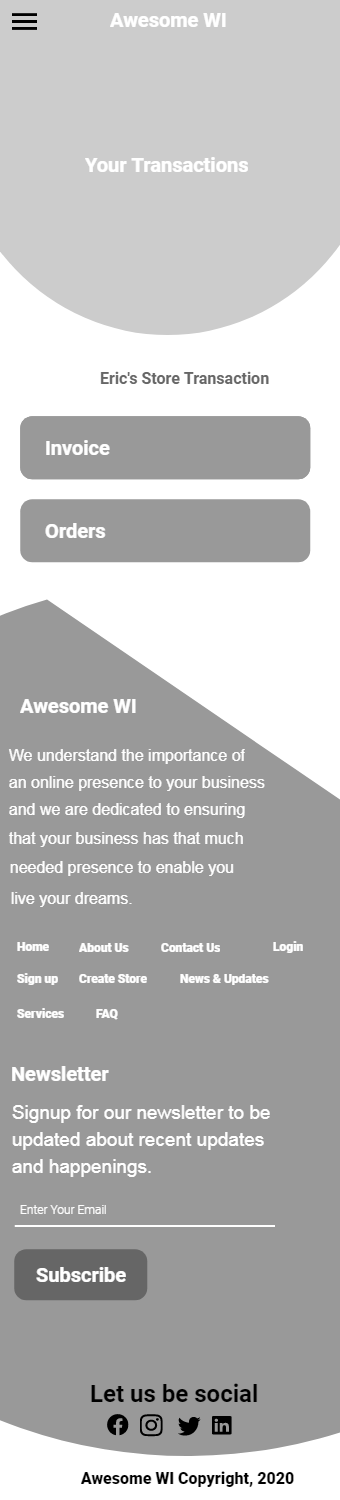 Awesome WI
Your Transactions
Eric's Store Transaction
Invoice
Orders
Awesome WI
We understand the importance of
an online presence to your business
and we are dedicated to ensuring
that your business has that much
needed presence to enable you
live your dreams.
Home About Us Contact Us Login
Sign up Create Store News & Updates
Services FAQ
Newsletter
Signup for our newsletter to be
updated about recent updates
and happenings.
Enter Your Email
Subscribe
Let us be social
Awesome WI Copyright, 2020